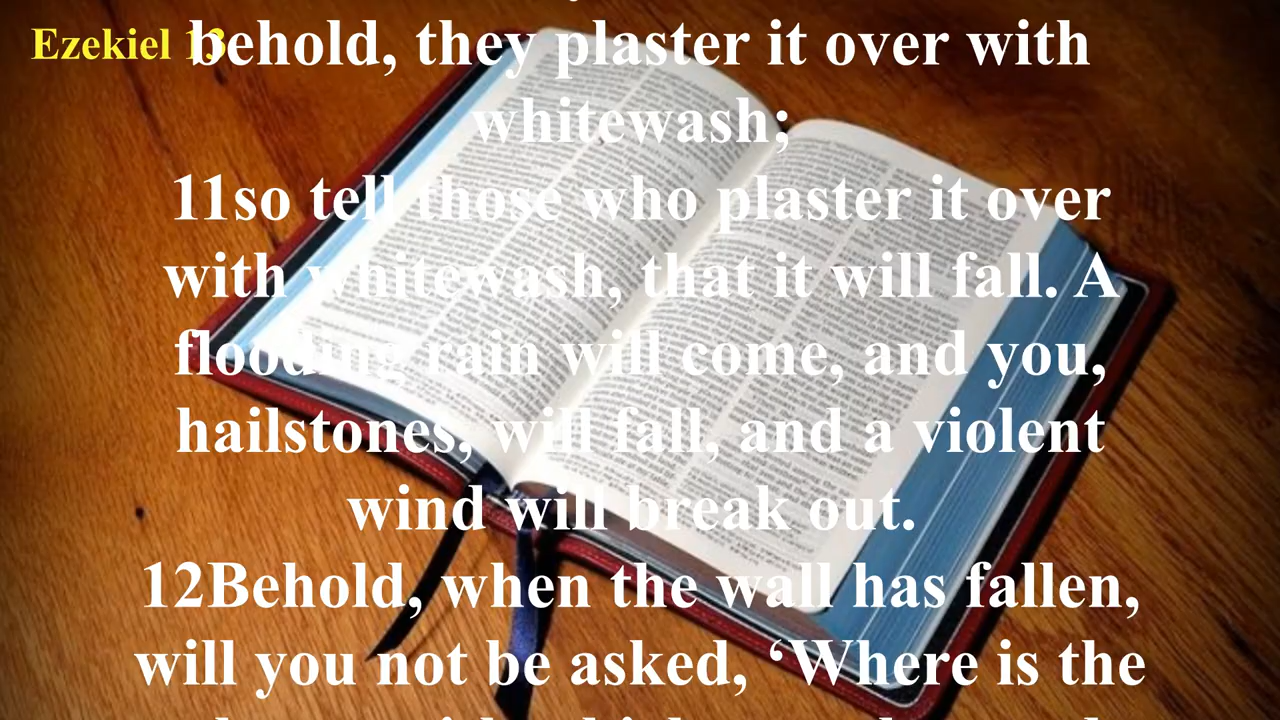 Ezekiel 13
behold, they plaster it over with
whitewash;
11so tell those who plaster it over
with whitewash, that it will fall. A
flooding rain will come, and you,
hailstones, will fall, and a violent
wind will break out.
12Behold, when the wall has fallen,
will you not be asked, ‘Where is the